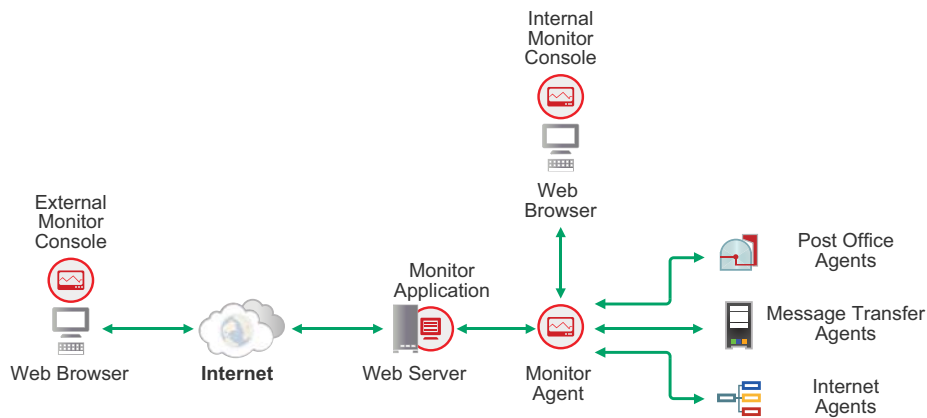 Internal
Monitor
Console
Web
Browser
External
Monitor
Console
Web Browser
Internet
Monitor
Application
Web Server
Monitor
Agent
Post Office
Agents
Message Transfer
Agents
Internet
Agents